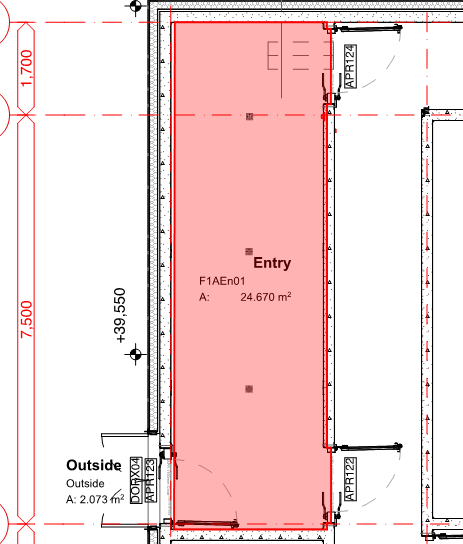 1,700
APR124
Entry
F1AEn01
A: 24.670 m²
+39,550
7,500
Outside
Outside
A: 2.073 m²
DORX04
APR123
APR122